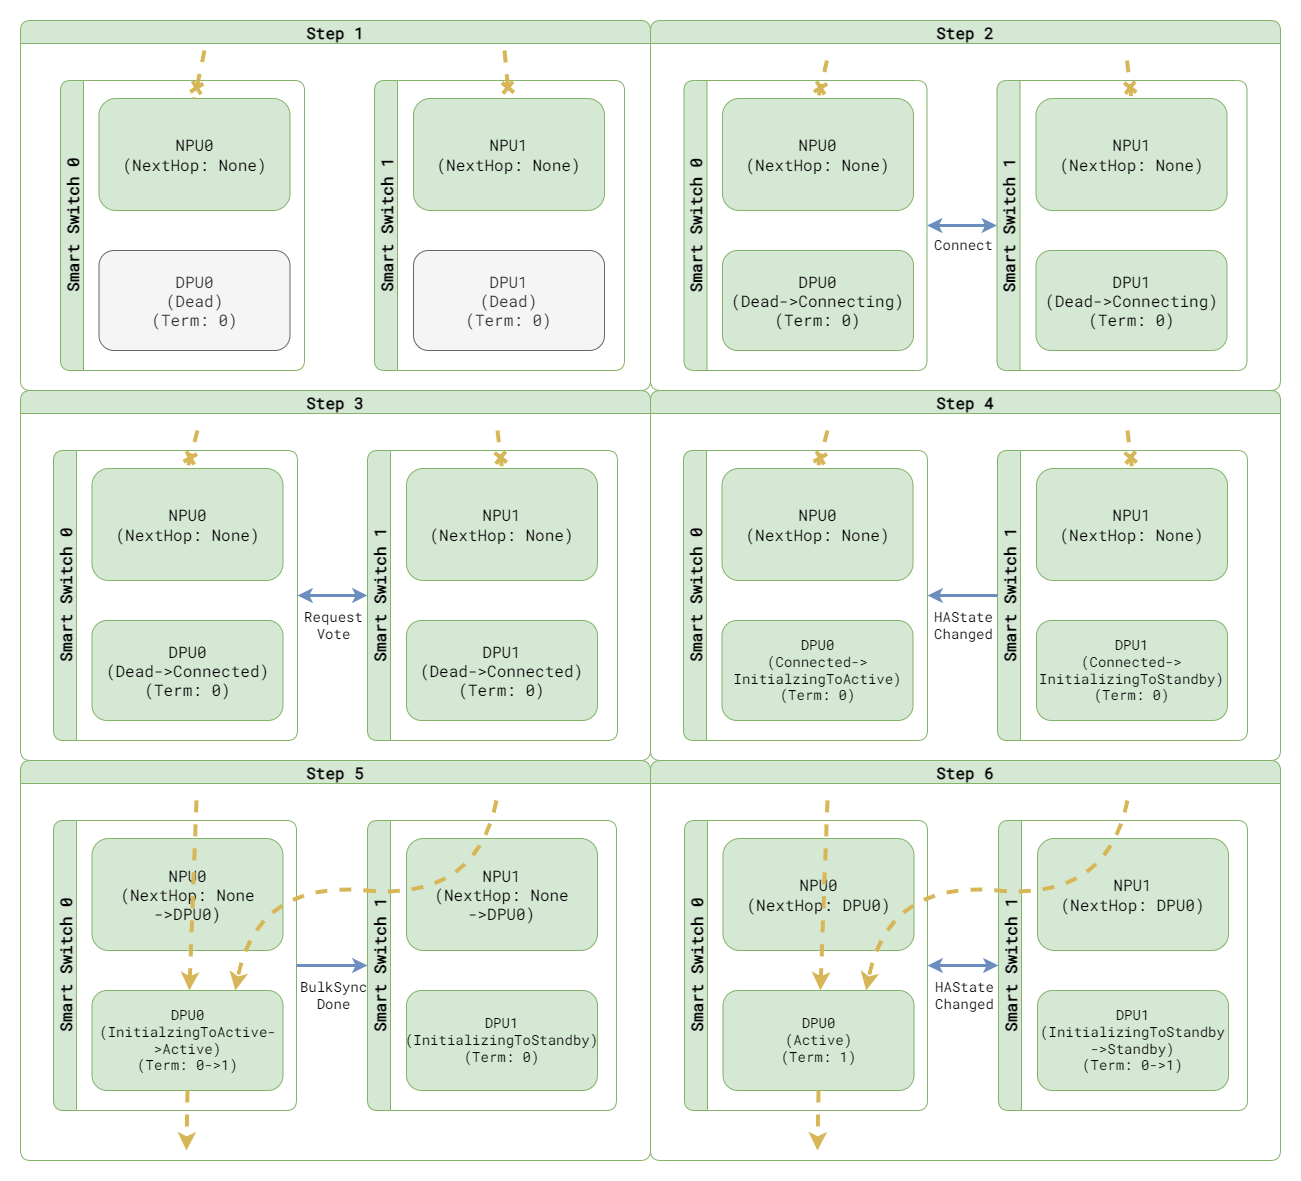 Step 1
Smart Switch 0
NPU0
(NextHop: None)
DPU0
(Dead)
(Term: 0)
Smart Switch 1
NPU1
(NextHop: None)
DPU1
(Dead)
(Term: 0)
Step 2
Smart Switch 0
NPU0
(NextHop: None)
DPU0
(Dead->Connecting)
(Term: 0)
Connect
Smart Switch 1
NPU1
(NextHop: None)
DPU1
(Dead->Connecting)
(Term: 0)
Step 3
Smart Switch 0
NPU0
(NextHop: None)
DPU0
(Dead->Connected)
(Term: 0)
Request
Vote
Smart Switch 1
NPU1
(NextHop: None)
DPU1
(Dead->Connected)
(Term: 0)
Step 4
Smart Switch 0
NPU0
(NextHop: None)
DPU0
(Connected->
InitialzingToActive)
(Term: 0)
HAState
Changed
Smart Switch 1
NPU1
(NextHop: None)
DPU1
(Connected->
InitializingToStandby)
(Term: 0)
Step 5
Smart Switch 0
NPU0
(NextHop: None
->DPU0)
DPU0
(InitialzingToActive-
>Active)
(Term: 0->1)
BulkSync
Done
Smart Switch 1
NPU1
(NextHop: None
->DPU0)
DPU1
(InitializingToStandby)
(Term: 0)
Step 6
Smart Switch 0
NPU0
(NextHop: DPU0)
DPU0
(Active)
(Term: 1)
HAState
Changed
Smart Switch 1
NPU1
(NextHop: DPU0)
DPU1
(InitializingToStandby
->Standby)
(Term: 0->1)